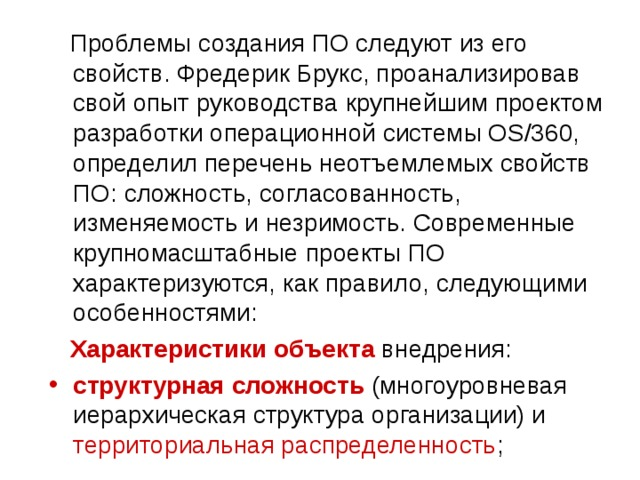 Проблемы создания ПО следуют из его
свойств. Фредерик Брукс, проанализировав
свой опыт руководства крупнейшим проектом
разработки операционной системы OS/360,
определил перечень неотъемлемых свойств
ПО: сложность, согласованность,
изменяемость и незримость. Современные
крупномасштабные проекты ПО
характеризуются, как правило, следующими
особенностями:
Характеристики объекта внедрения:
• структурная сложность (многоуровневая
иерархическая структура организации) и
территориальная распределенность;